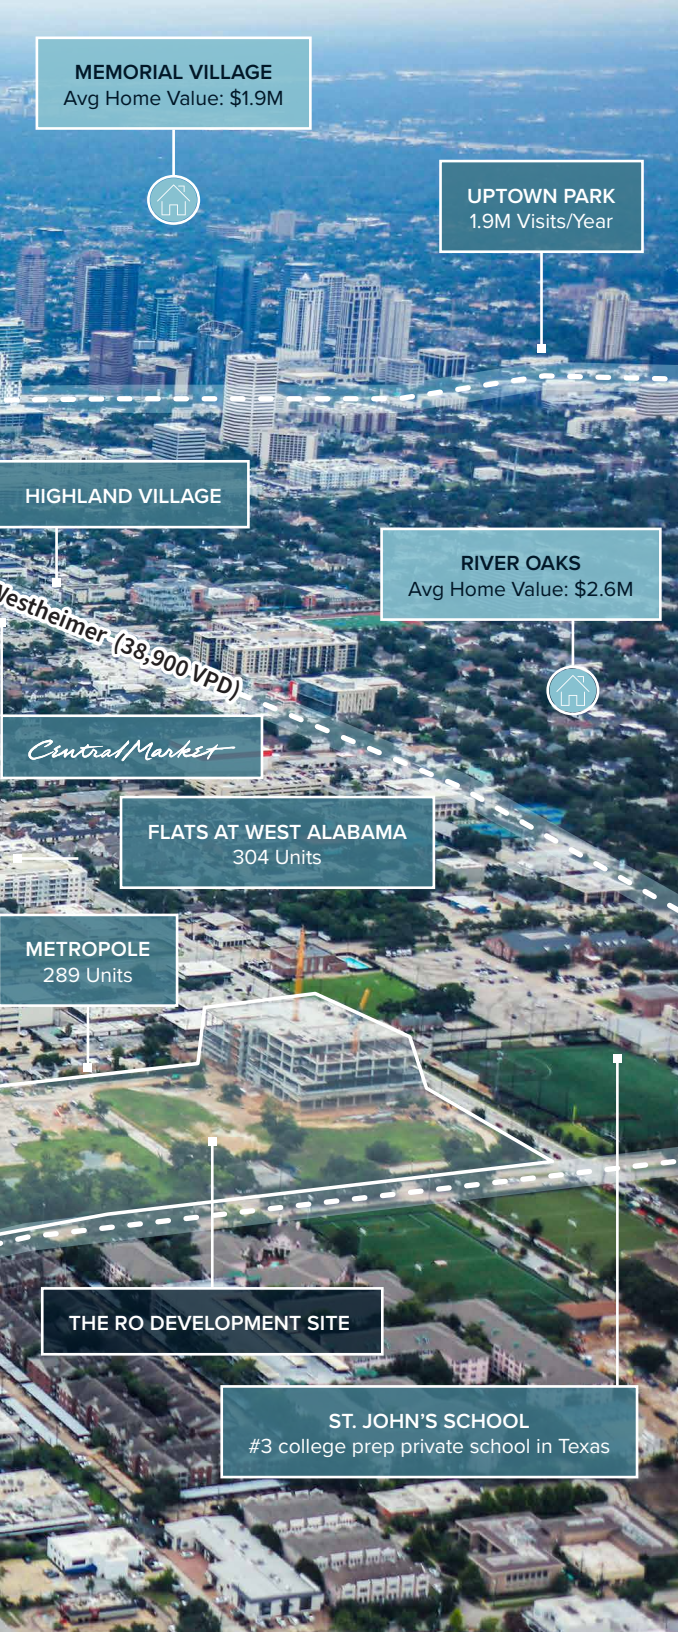 MEMORIAL VILLAGE
Avg Home Value: $1.9M
UPTOWN PARK
1.9M Visits/Year
HIGHLAND VILLAGE
RIVER OAKS
Avg Home Value: $2.6M
Westheimer (38,900 VPD)
Central Market
FLATS AT WEST ALABAMA
304 Units
METROPOLE
289 Units
THE RO DEVELOPMENT SITE
ST. JOHN’S SCHOOL
#3 college prep private school in Texas